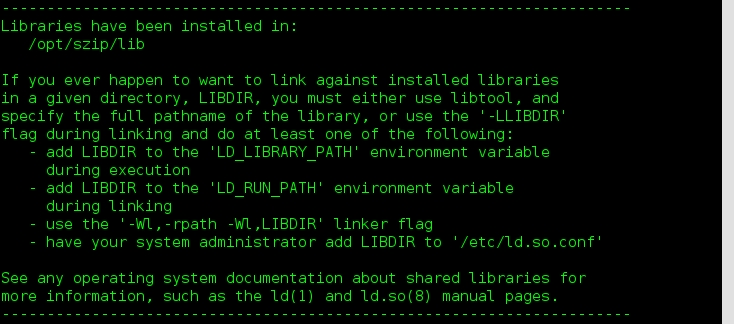 ----------------------------------------------------------------------
Libraries have been installed in:
   /opt/szip/lib

If you ever happen to want to link against installed libraries
in a given directory, LIBDIR, you must either use libtool, and
specify the full pathname of the library, or use the '-LLIBDIR'
flag during linking and do at least one of the following:
   - add LIBDIR to the 'LD_LIBRARY_PATH' environment variable
     during execution
   - add LIBDIR to the 'LD_RUN_PATH' environment variable
     during linking
   - use the '-Wl,-rpath -Wl,LIBDIR' linker flag
   - have your system administrator add LIBDIR to '/etc/ld.so.conf'

See any operating system documentation about shared libraries for
more information, such as the ld(1) and ld.so(8) manual pages.
----------------------------------------------------------------------